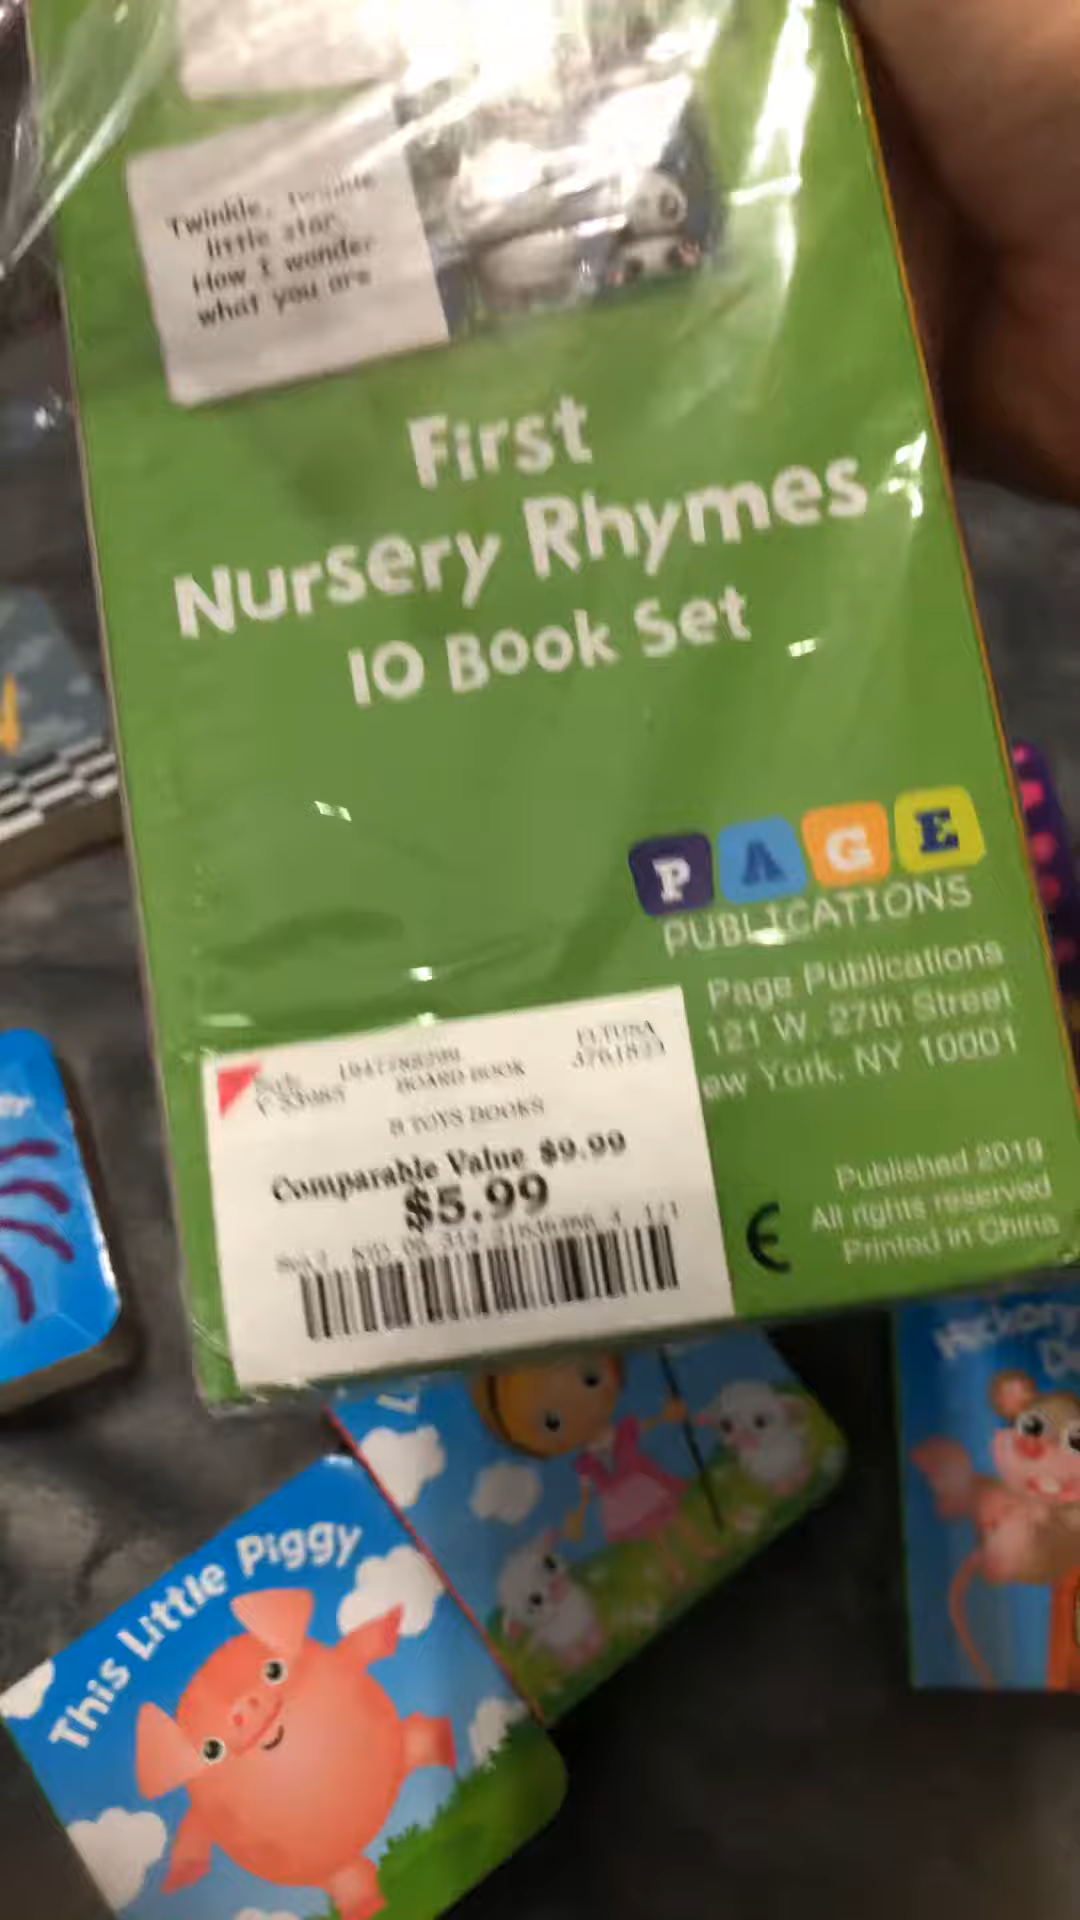 Twinkle, twinkle
little star,
How I wonder
what you are
First
Nursery Rhymes
10 Book Set
PAGE
PUBLICATIONS
Page Publications
121 W. 27th Street
ew York, NY 10001
BOARD BOOK
B TOYS BOOKS
Comparable Value $9.99
$5.99
Published 2019
All rights reserved
Printed in China
CE
Hickory
This Little Piggy